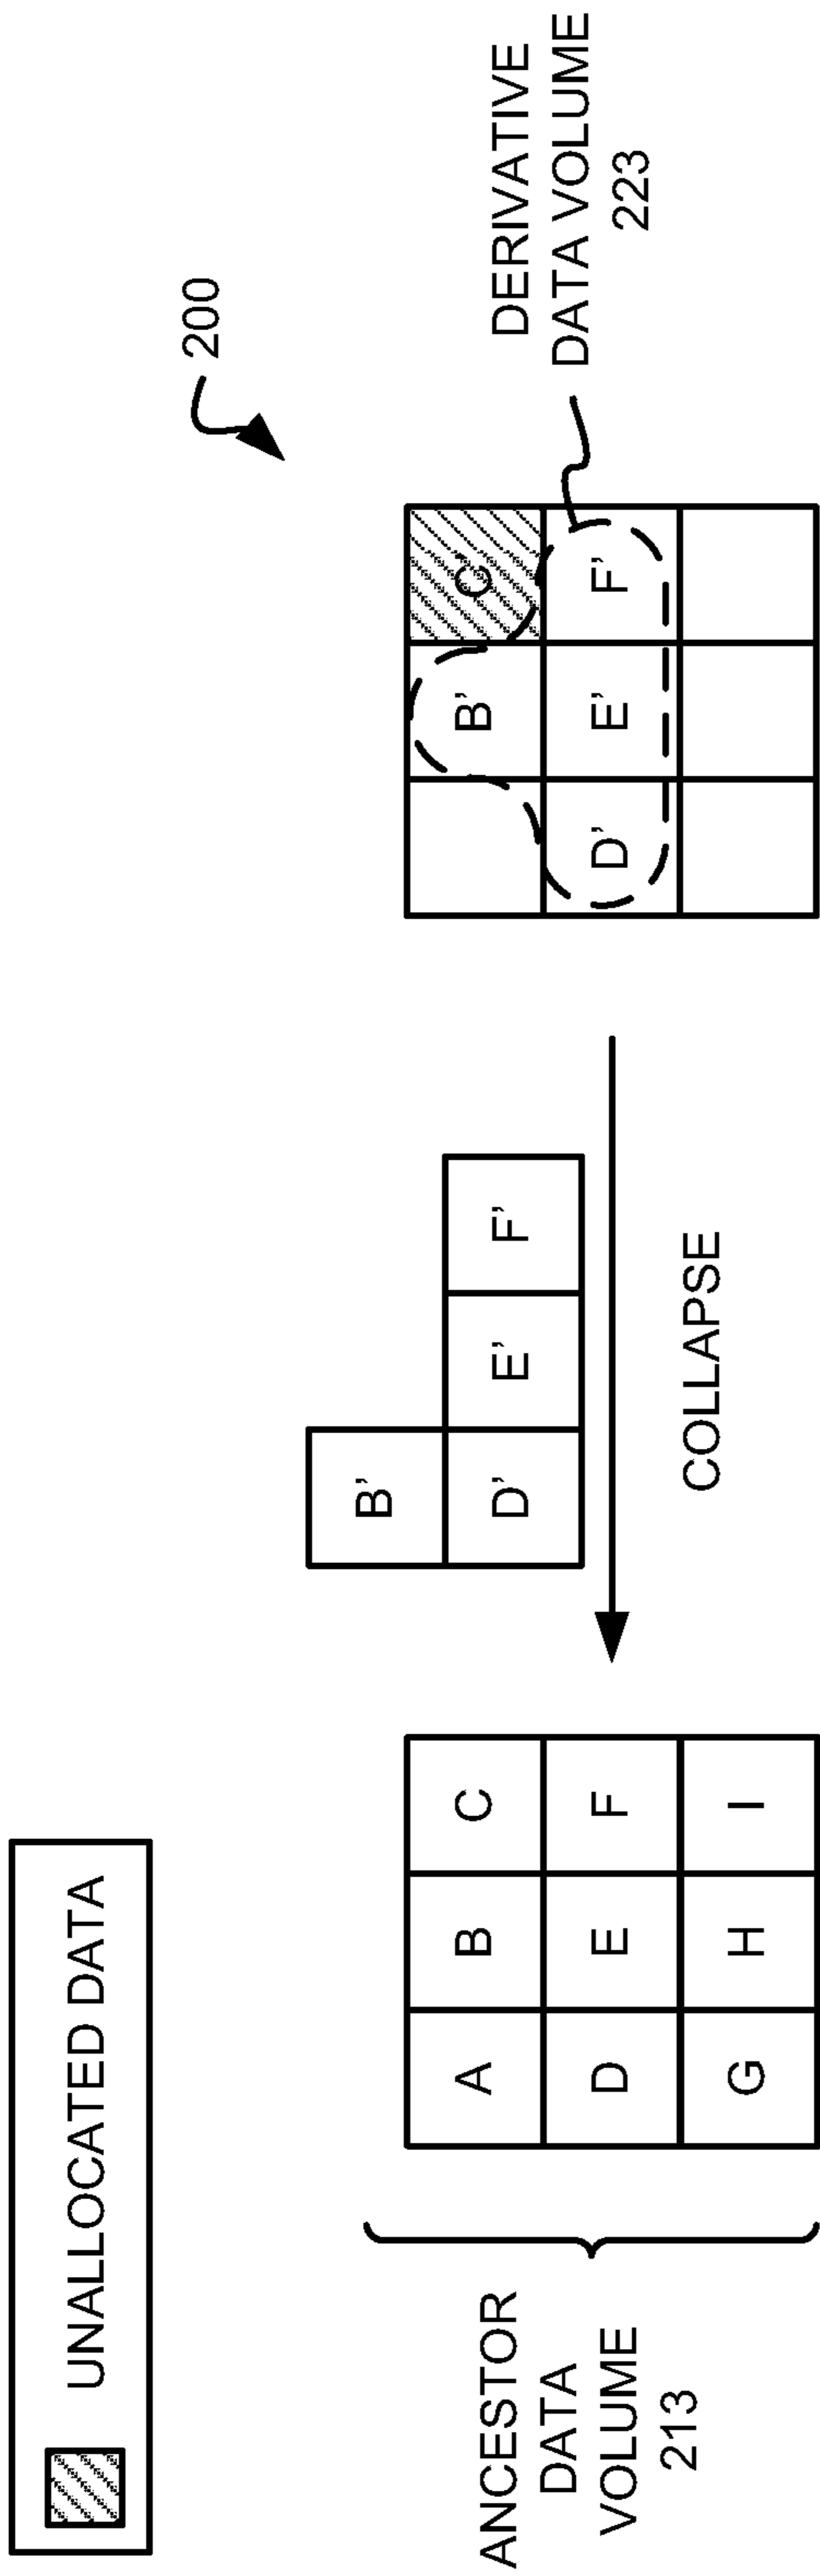 UNALLOCATED DATA
200
ANCESTOR
DATA
VOLUME
213
A B C
D E F
G H I
B'
D' E' F'
COLLAPSE
B' C'
D' E' F'
DERIVATIVE
DATA VOLUME
223